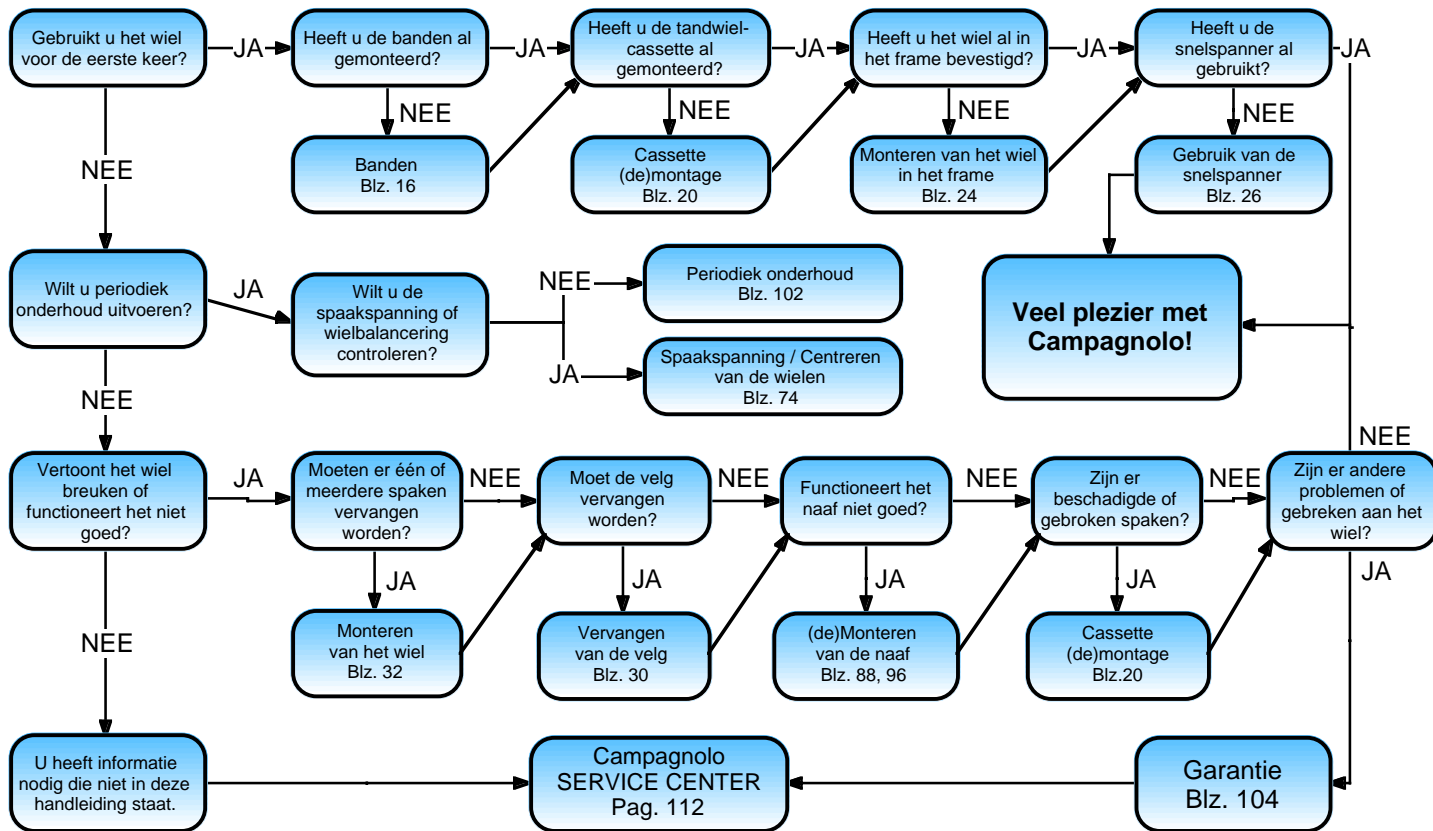 Gebruikt u het wiel
voor de eerste keer?
JA
Heeft u de banden al
gemonteerd?
JA
Heeft u de tandwiel-
cassette al
gemonteerd?
JA
Heeft u het wiel al in
het frame bevestigd?
JA
Heeft u de
snelspanner al
gebruikt?
JA
NEE
NEE
NEE
NEE
NEE
Banden
Blz. 16
Cassette
(de)montage
Blz. 20
Monteren van het wiel
in het frame
Blz. 24
Gebruik van de
snelspanner
Blz. 26
Wilt u periodiek
onderhoud uitvoeren?
JA
Wilt u de
spaakspanning of
wielbalancering
controleren?
NEE
Periodiek onderhoud
Blz. 102
JA
Spaakspanning / Centreren
van de wielen
Blz. 74
Veel plezier met
Campagnolo!
NEE
NEE
Vertoont het wiel
breuken of
functioneert het niet
goed?
JA
Moeten er één of
meerdere spaken
vervangen
worden?
NEE
Moet de velg
vervangen
worden?
NEE
Functioneert het
naaf niet goed?
NEE
Zijn er
beschadigde of
gebroken spaken?
NEE
Zijn er andere
problemen of
gebreken aan het
wiel?
JA
JA
JA
JA
JA
NEE
Monteren
van het wiel
Blz. 32
Vervangen
van de velg
Blz. 30
(de)Monteren
van de naaf
Blz. 88, 96
Cassette
(de)montage
Blz.20
U heeft informatie
nodig die niet in deze
handleiding staat.
Campagnolo
SERVICE CENTER
Pag. 112
Garantie
Blz. 104